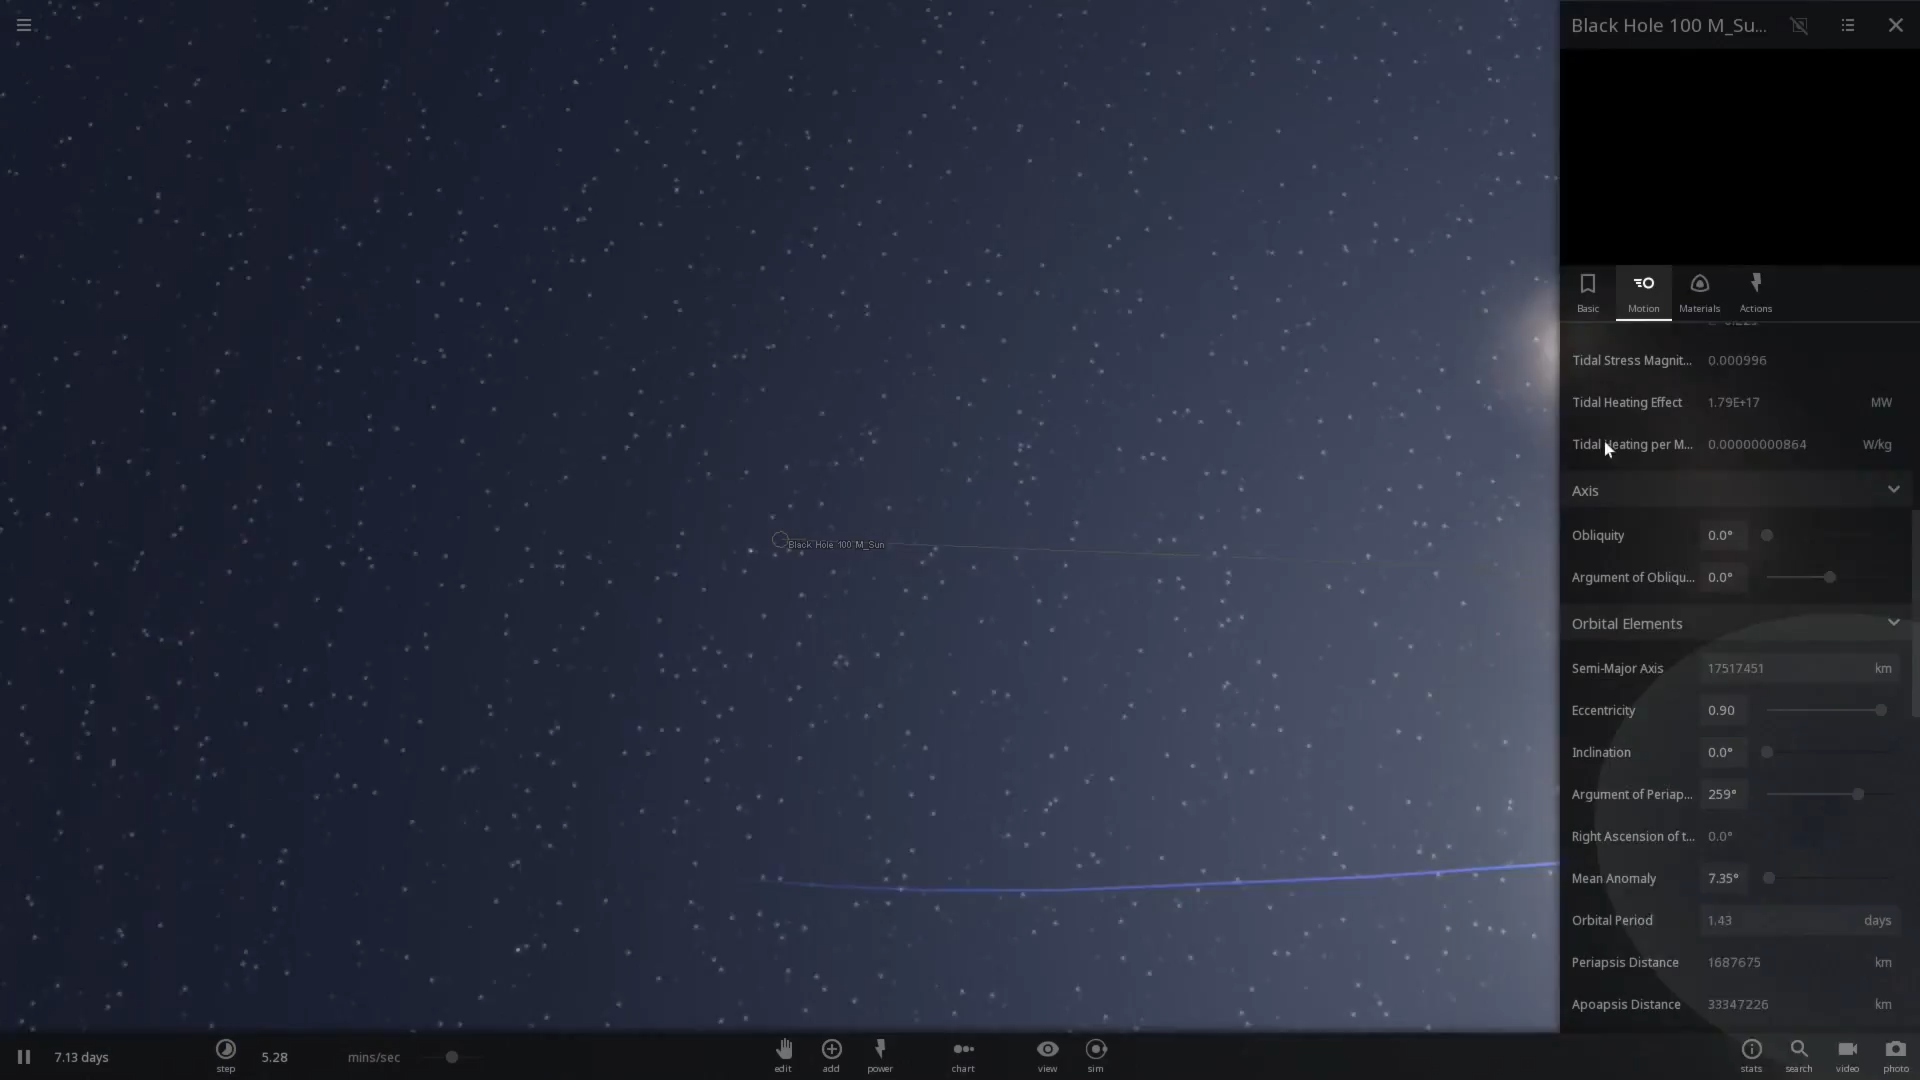 Black Hole 100 M_Su...
Basic
Motion
Materials
Actions
Tidal Stress Magnit... 0.000996
Tidal Heating Effect 1.79E+17 MW
Tidal Heating per M... 0.00000000864 W/kg
Axis
Obliquity 0.0°
Argument of Obliqu... 0.0°
Orbital Elements
Semi-Major Axis 17517451 km
Eccentricity 0.90
Inclination 0.0°
Argument of Periap... 259°
Right Ascension of t... 0.0°
Mean Anomaly 7.35°
Orbital Period 1.43 days
Periapsis Distance 1687675 km
Apoapsis Distance 33347226 km
Black Hole 100 M_Sun
7.13 days
step
5.28 mins/sec
edit
add
power
chart
view
sim
stats
search
video
photo